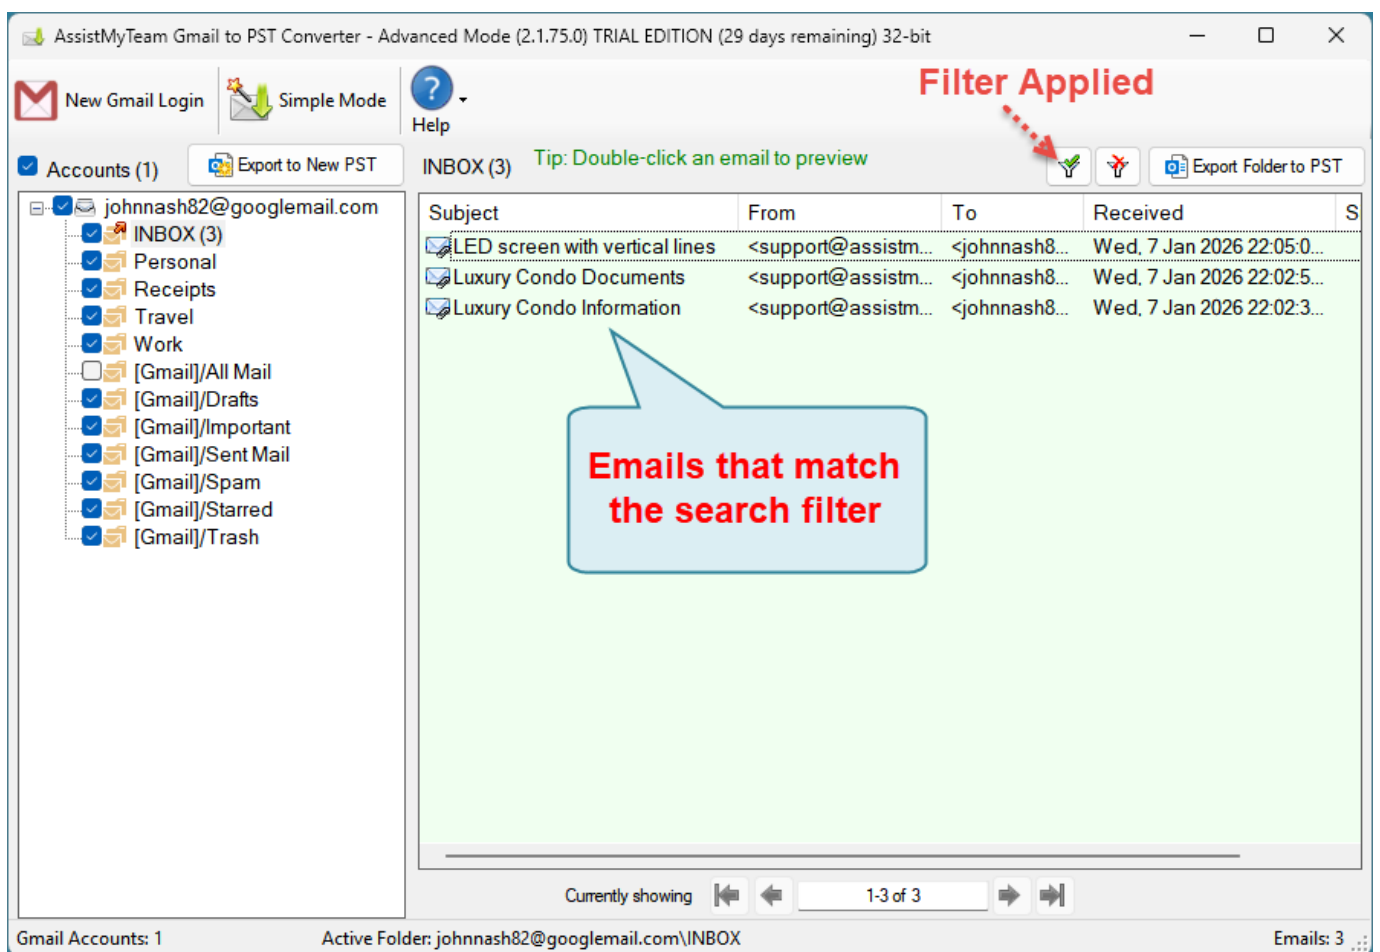 AssistMyTeam Gmail to PST Converter - Advanced Mode (2.1.75.0) TRIAL EDITION (29 days remaining) 32-bit
New Gmail Login
Simple Mode
Help
Filter Applied
Accounts (1)
Export to New PST
INBOX (3)
Tip: Double-click an email to preview
Export Folder to PST
johnnash82@googlemail.com
INBOX (3)
Personal
Receipts
Travel
Work
[Gmail]/All Mail
[Gmail]/Drafts
[Gmail]/Important
[Gmail]/Sent Mail
[Gmail]/Spam
[Gmail]/Starred
[Gmail]/Trash
Subject From To Received S
LED screen with vertical lines <support@assistm... <johnnash8... Wed, 7 Jan 2026 22:05:0...
Luxury Condo Documents <support@assistm... <johnnash8... Wed, 7 Jan 2026 22:02:5...
Luxury Condo Information <support@assistm... <johnnash8... Wed, 7 Jan 2026 22:02:3...
Emails that match
the search filter
Currently showing 1-3 of 3
Gmail Accounts: 1 Active Folder: johnnash82@googlemail.com\INBOX Emails: 3